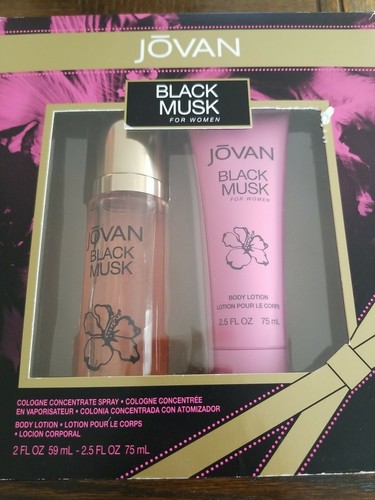 JŌVAN
BLACK
MUSK
FOR WOMEN
JŌVAN
BLACK
MUSK
JŌVAN
BLACK
MUSK
FOR WOMEN
BODY LOTION
LOTION POUR LE CORPS
2.5 FL OZ 75 mL
COLOGNE CONCENTRATE SPRAY • COLOGNE CONCENTRÉE
EN VAPORISATEUR • COLONIA CONCENTRADA CON ATOMIZADOR
BODY LOTION • LOTION POUR LE CORPS
• LOCION CORPORAL
2 FL OZ 59 mL - 2.5 FL OZ 75 mL